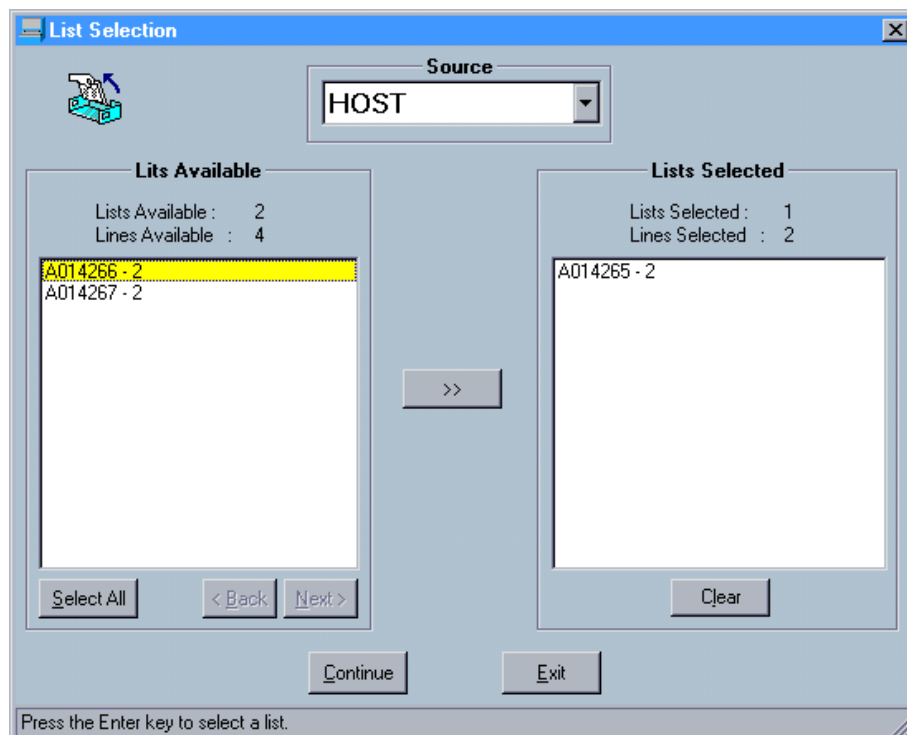 List Selection
Source
HOST
Lits Available
Lists Available : 2
Lines Available : 4
A014266 - 2
A014267 - 2
Select All
< Back
Next >
>>
Lists Selected
Lists Selected : 1
Lines Selected : 2
A014265 - 2
Clear
Continue
Exit
Press the Enter key to select a list.